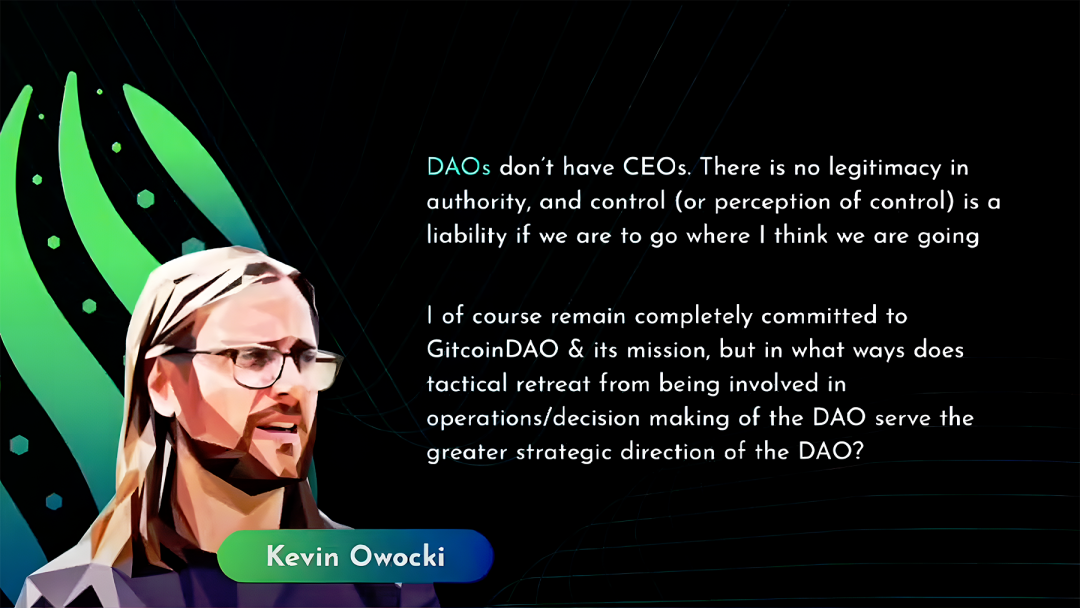 DAOs don't have CEOs. There is no legitimacy in
authority, and control (or perception of control) is a
liability if we are to go where I think we are going
I of course remain completely committed to
GitcoinDAO & its mission, but in what ways does
tactical retreat from being involved in
operations/decision making of the DAO serve the
greater strategic direction of the DAO?
Kevin Owocki